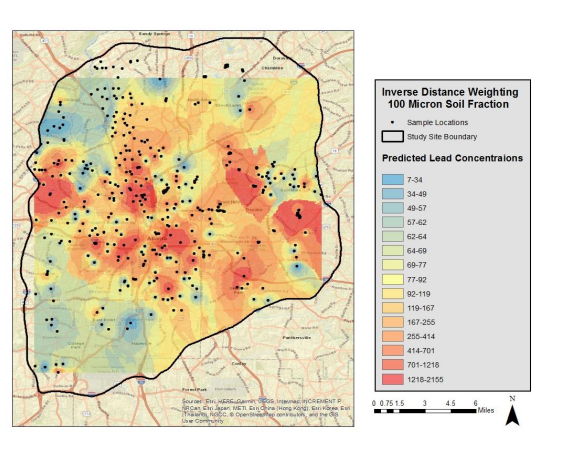 Sandy Springs
Chamblee
Inverse Distance Weighting
100 Micron Soil Fraction
Sample Locations
Study Site Boundary
Predicted Lead Concentraions
7-34
34-49
49-57
57-62
62-64
64-69
69-77
77-92
92-119
119-167
167-255
255-414
414-701
701-1218
1218-2155
Atlanta
Panthersville
Conley
Forest Park
Sources: Esri, HERE, Garmin, USGS, Intermap, INCREMENT P,
NRCan, Esri Japan, METI, Esri China (Hong Kong), Esri Korea, Esri
(Thailand), NGCC, © OpenStreetMap contributors, and the GIS
User Community
0 0.75 1.5 3 4.5 6
Miles
N